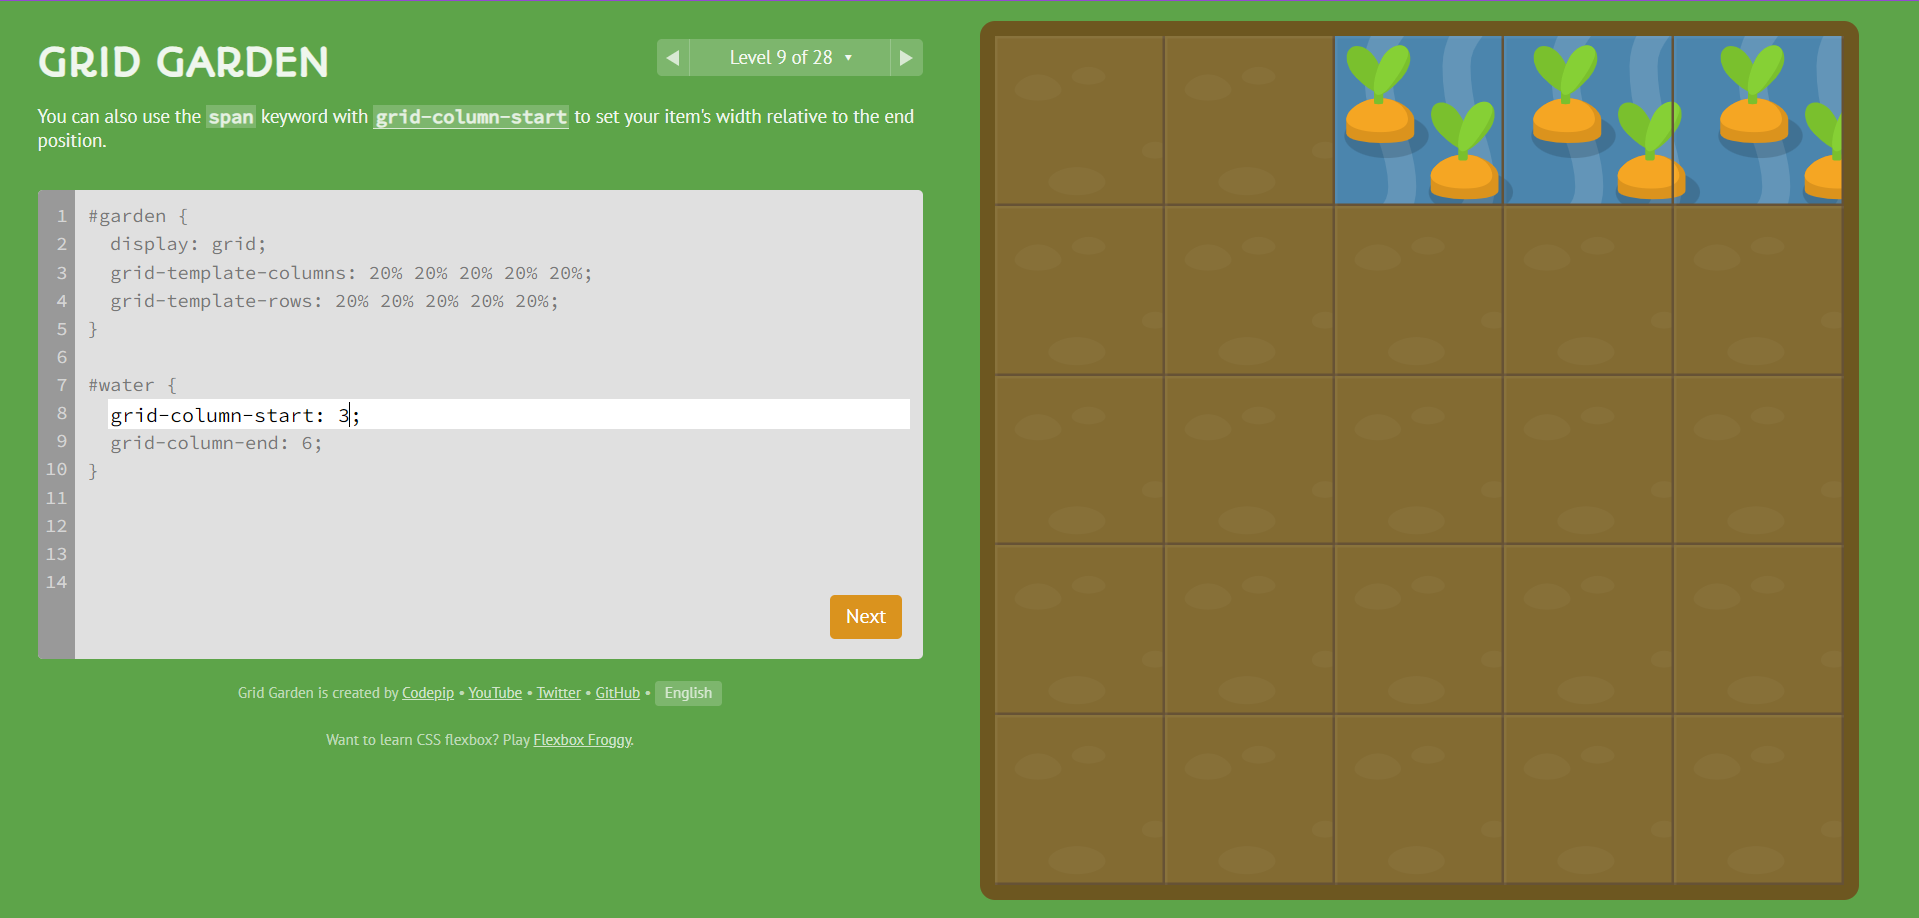 GRID GARDEN
◀ Level 9 of 28 ▾ ▶
You can also use the span keyword with grid-column-start to set your item's width relative to the end
position.
1 #garden {
2   display: grid;
3   grid-template-columns: 20% 20% 20% 20% 20%;
4   grid-template-rows: 20% 20% 20% 20% 20%;
5 }
6
7 #water {
8   grid-column-start: 3;
9   grid-column-end: 6;
10 }
11
12
13
14
Next
Grid Garden is created by Codepip • YouTube • Twitter • GitHub • English
Want to learn CSS flexbox? Play Flexbox Froggy.